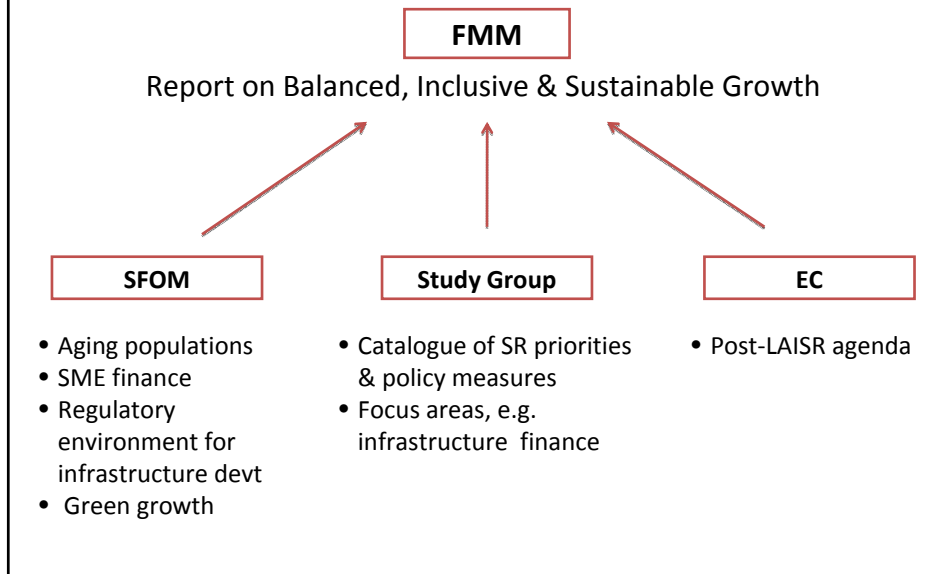 FMM
Report on Balanced, Inclusive & Sustainable Growth
SFOM
• Aging populations
• SME finance
• Regulatory
environment for
infrastructure devt
• Green growth
Study Group
• Catalogue of SR priorities
& policy measures
• Focus areas, e.g.
infrastructure finance
EC
• Post-LAISR agenda